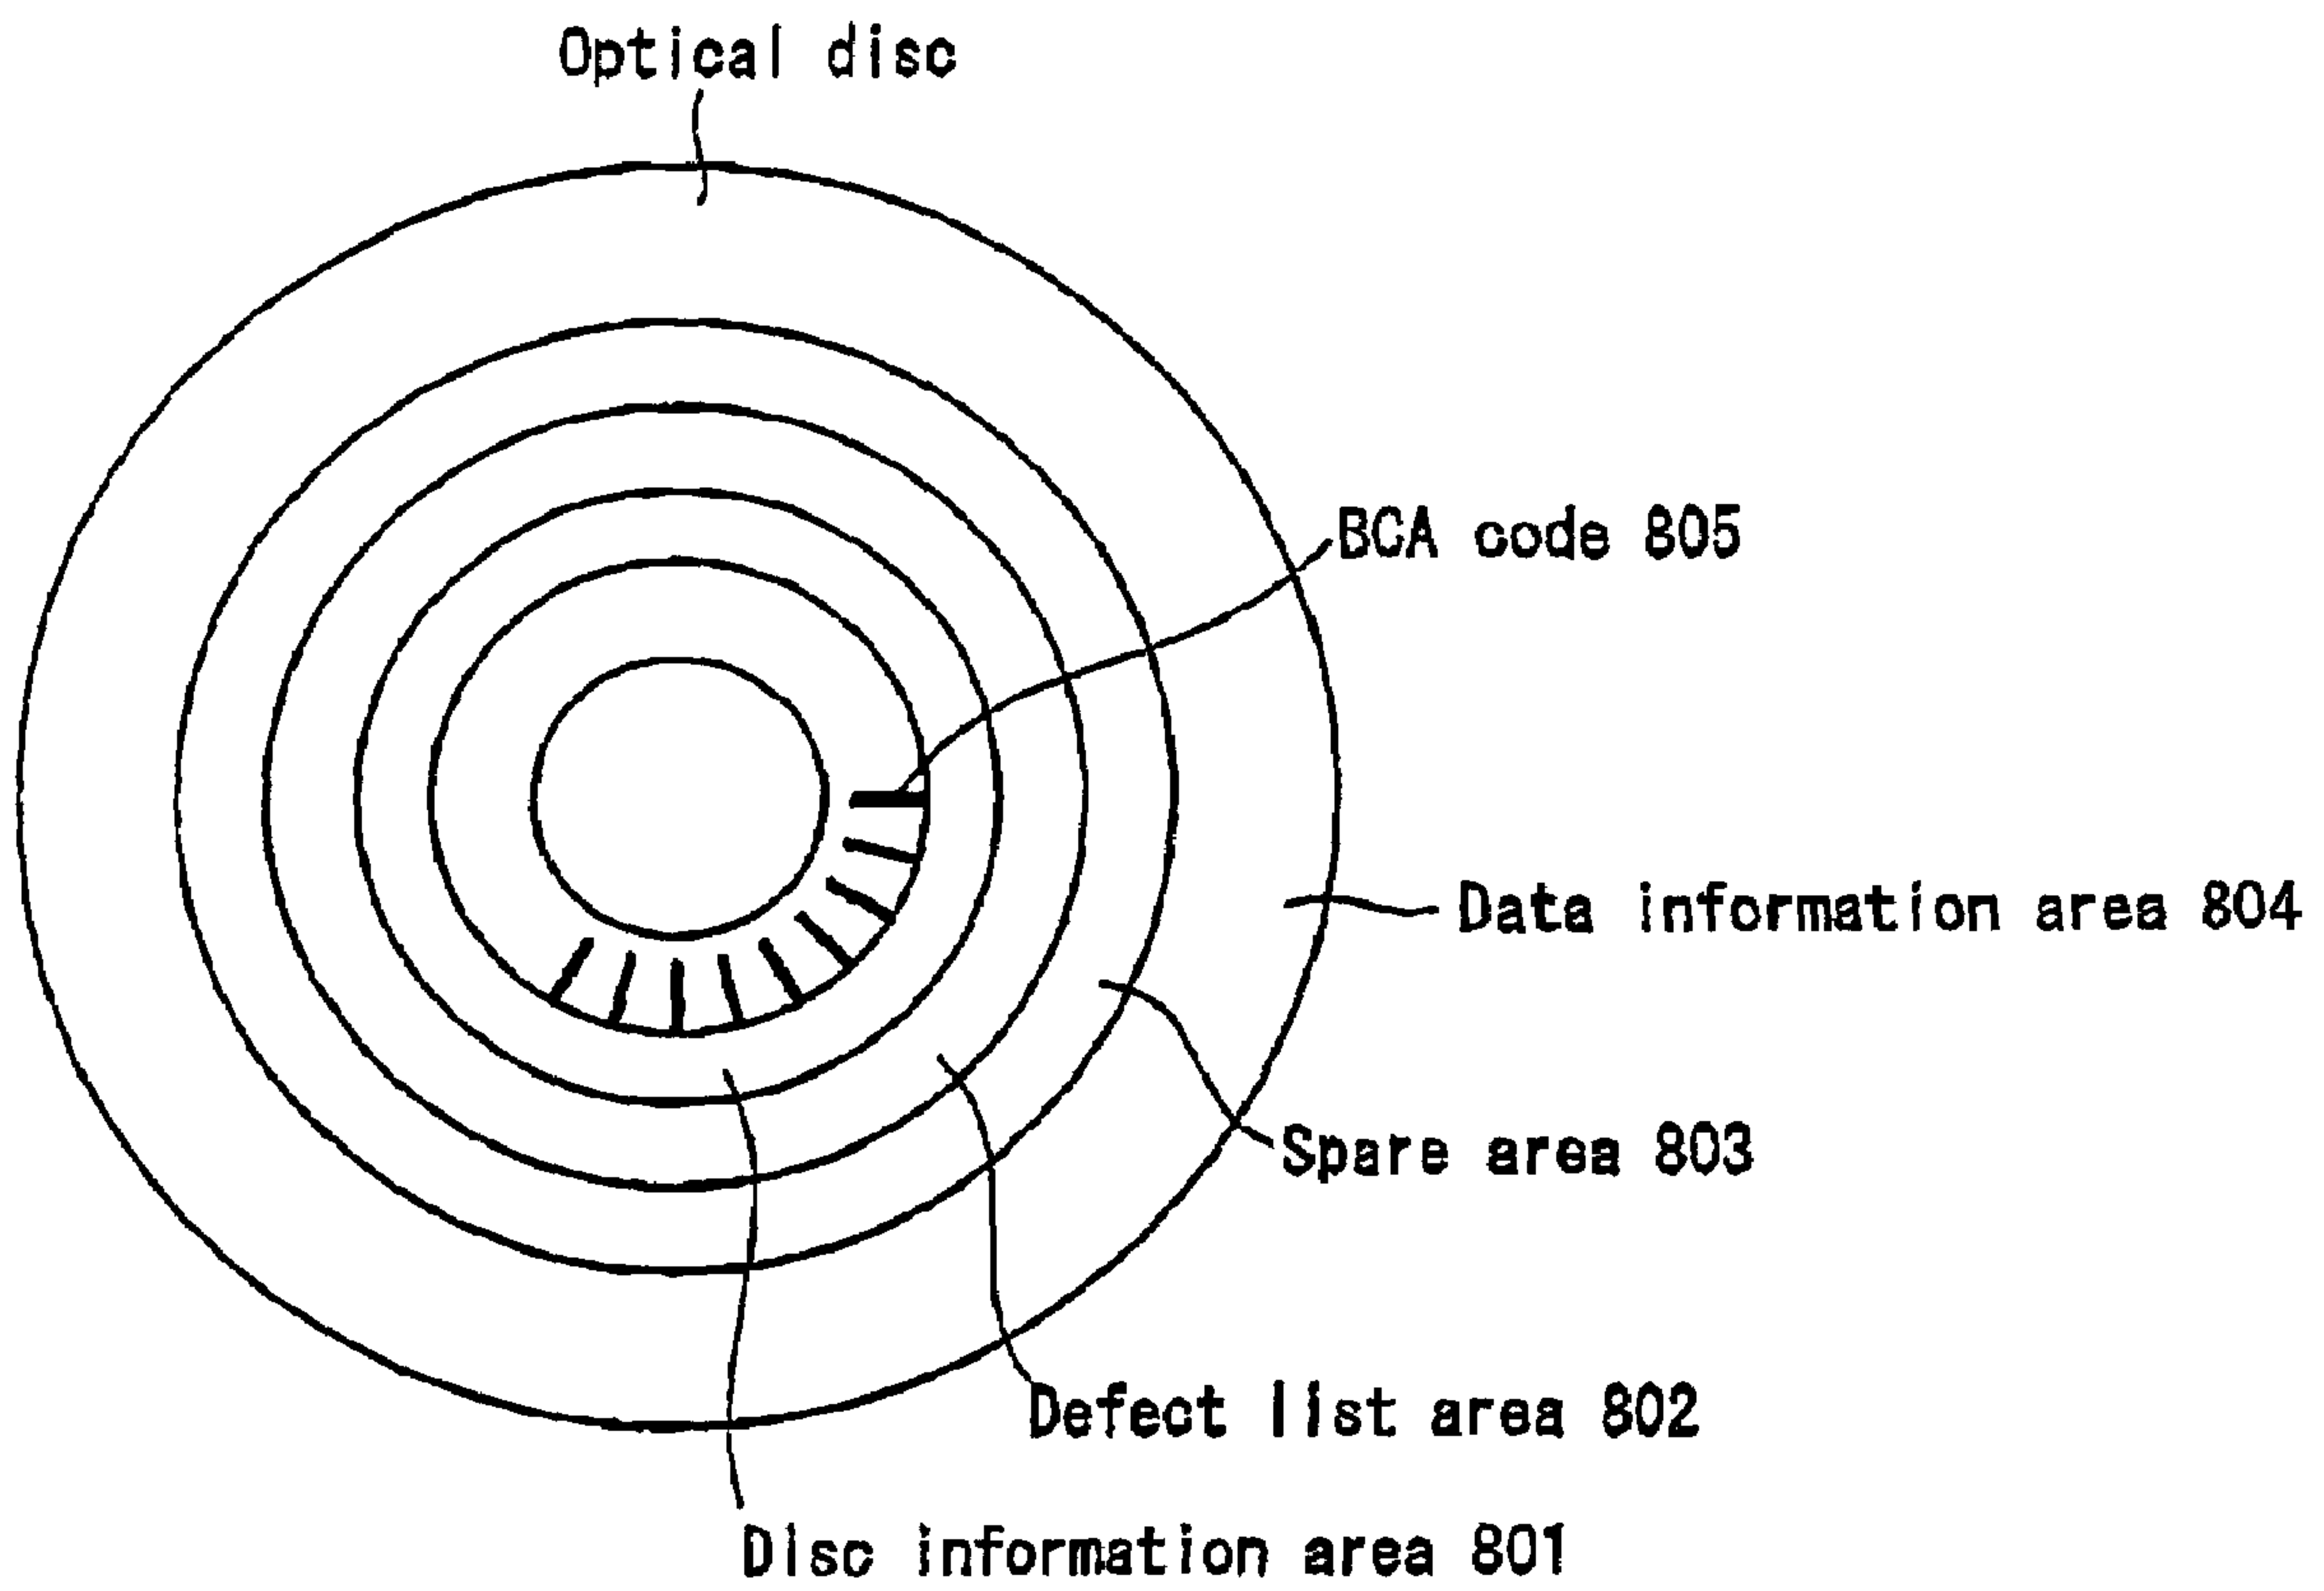 Optical disc
BCA code 805
Data information area 804
Spare area 803
Defect list area 802
Disc information area 801